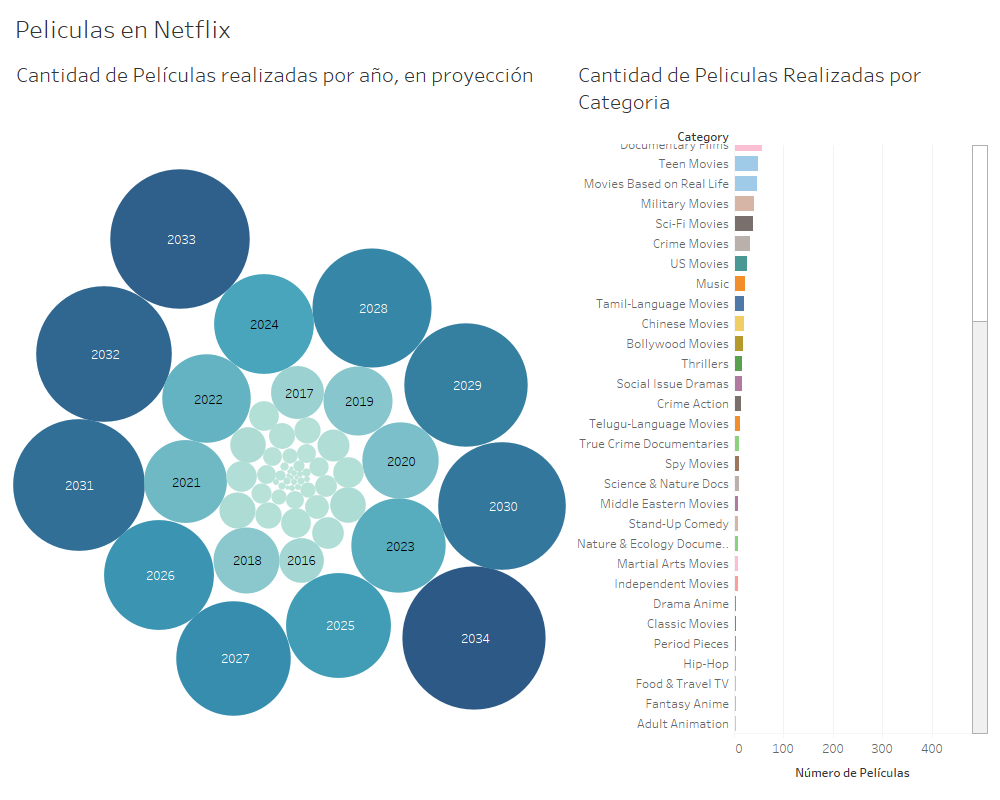 Peliculas en Netflix
Cantidad de Películas realizadas por año, en proyección
2033
2028
2024
2032
2029
2017
2022
2019
2020
2021
2031
2030
2023
2018
2016
2026
2025
2034
2027
Cantidad de Peliculas Realizadas por
Categoria
Category
Documentary Films
Teen Movies
Movies Based on Real Life
Military Movies
Sci-Fi Movies
Crime Movies
US Movies
Music
Tamil-Language Movies
Chinese Movies
Bollywood Movies
Thrillers
Social Issue Dramas
Crime Action
Telugu-Language Movies
True Crime Documentaries
Spy Movies
Science & Nature Docs
Middle Eastern Movies
Stand-Up Comedy
Nature & Ecology Docume..
Martial Arts Movies
Independent Movies
Drama Anime
Classic Movies
Period Pieces
Hip-Hop
Food & Travel TV
Fantasy Anime
Adult Animation
0 100 200 300 400
Número de Películas